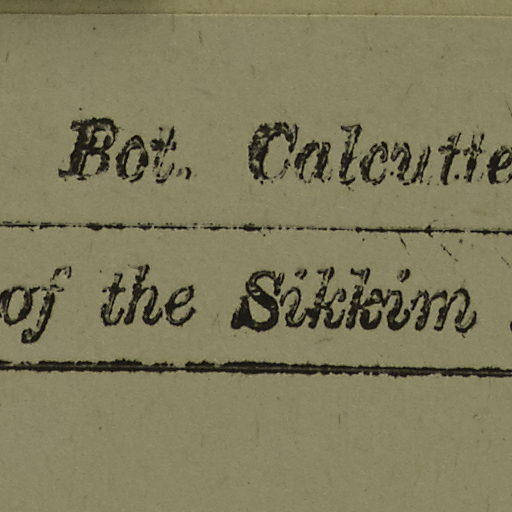 Bot. Calcutte
of the Sikkim